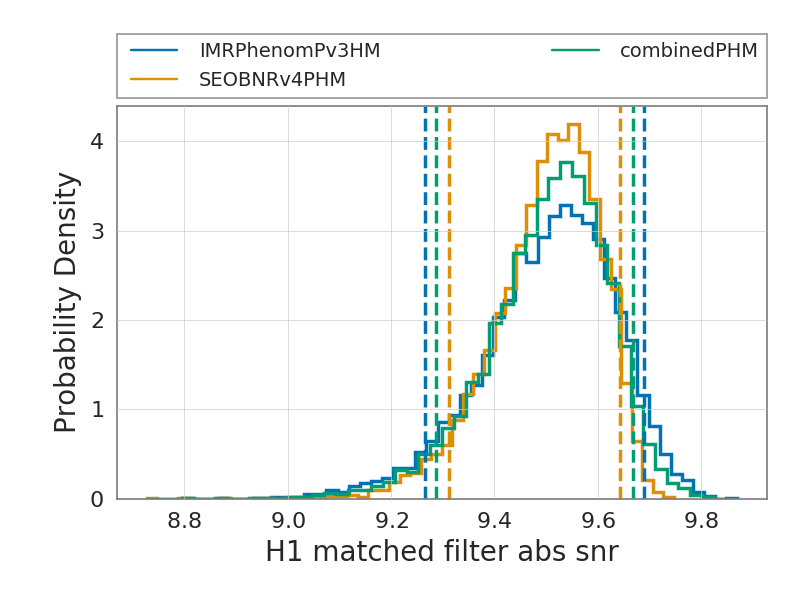 IMRPhenomPv3HM
SEOBNRv4PHM
combinedPHM
4
3
2
1
0
8.8 9.0 9.2 9.4 9.6 9.8
Probability Density
H1 matched filter abs snr